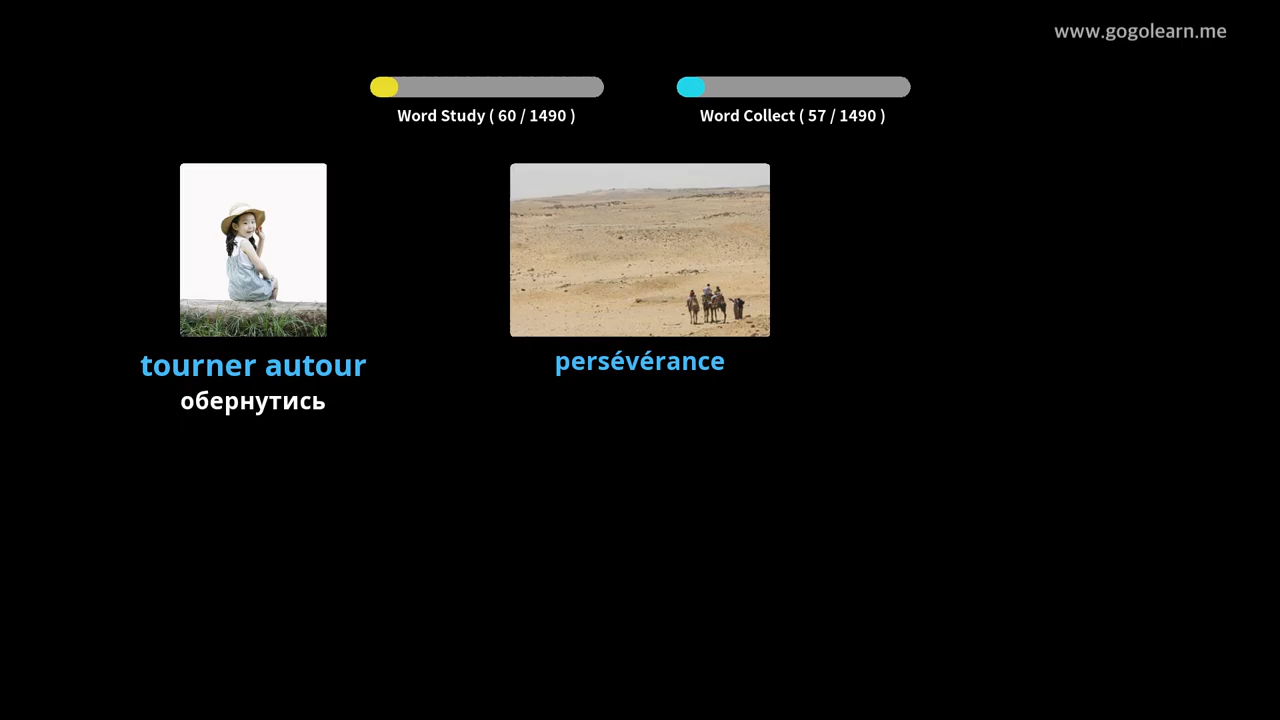 www.gogolearn.me
Word Study ( 60 / 1490 )
Word Collect ( 57 / 1490 )
tourner autour
обернутись
persévérance